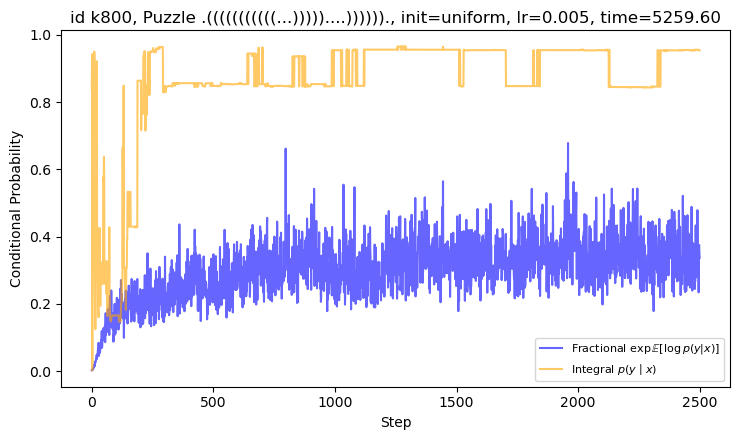 id k800, Puzzle .(((((((((((...)))))....))))))., init=uniform, lr=0.005, time=5259.60
Conditional Probability
1.0
0.8
0.6
0.4
0.2
0.0
Fractional exp𝔼[log p(y|x)]
Integral p(y | x)
0 500 1000 1500 2000 2500
Step